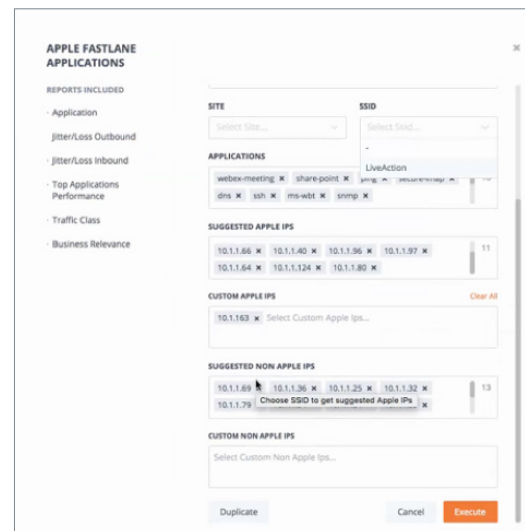 APPLE FASTLANE
APPLICATIONS
×
REPORTS INCLUDED
· Application
Jitter/Loss Outbound
· Jitter/Loss Inbound
· Top Applications
Performance
· Traffic Class
· Business Relevance
SITE
SSID
Select Site...
Select Ssid...
-
LiveAction
APPLICATIONS
webex-meeting × share-point × ping × secure-imap ×
dns × ssh × ms-wbt × snmp ×
SUGGESTED APPLE IPS
10.1.1.66 × 10.1.1.40 × 10.1.1.96 × 10.1.1.97 × 11
10.1.1.64 × 10.1.1.124 × 10.1.1.80 ×
CUSTOM APPLE IPS
Clear All
10.1.163 × Select Custom Apple Ips...
SUGGESTED NON APPLE IPS
10.1.1.69 × 10.1.1.36 × 10.1.1.25 × 10.1.1.32 × 13
10.1.1.79
Choose SSID to get suggested Apple IPs
CUSTOM NON APPLE IPS
Select Custom Non Apple Ips...
Duplicate
Cancel
Execute